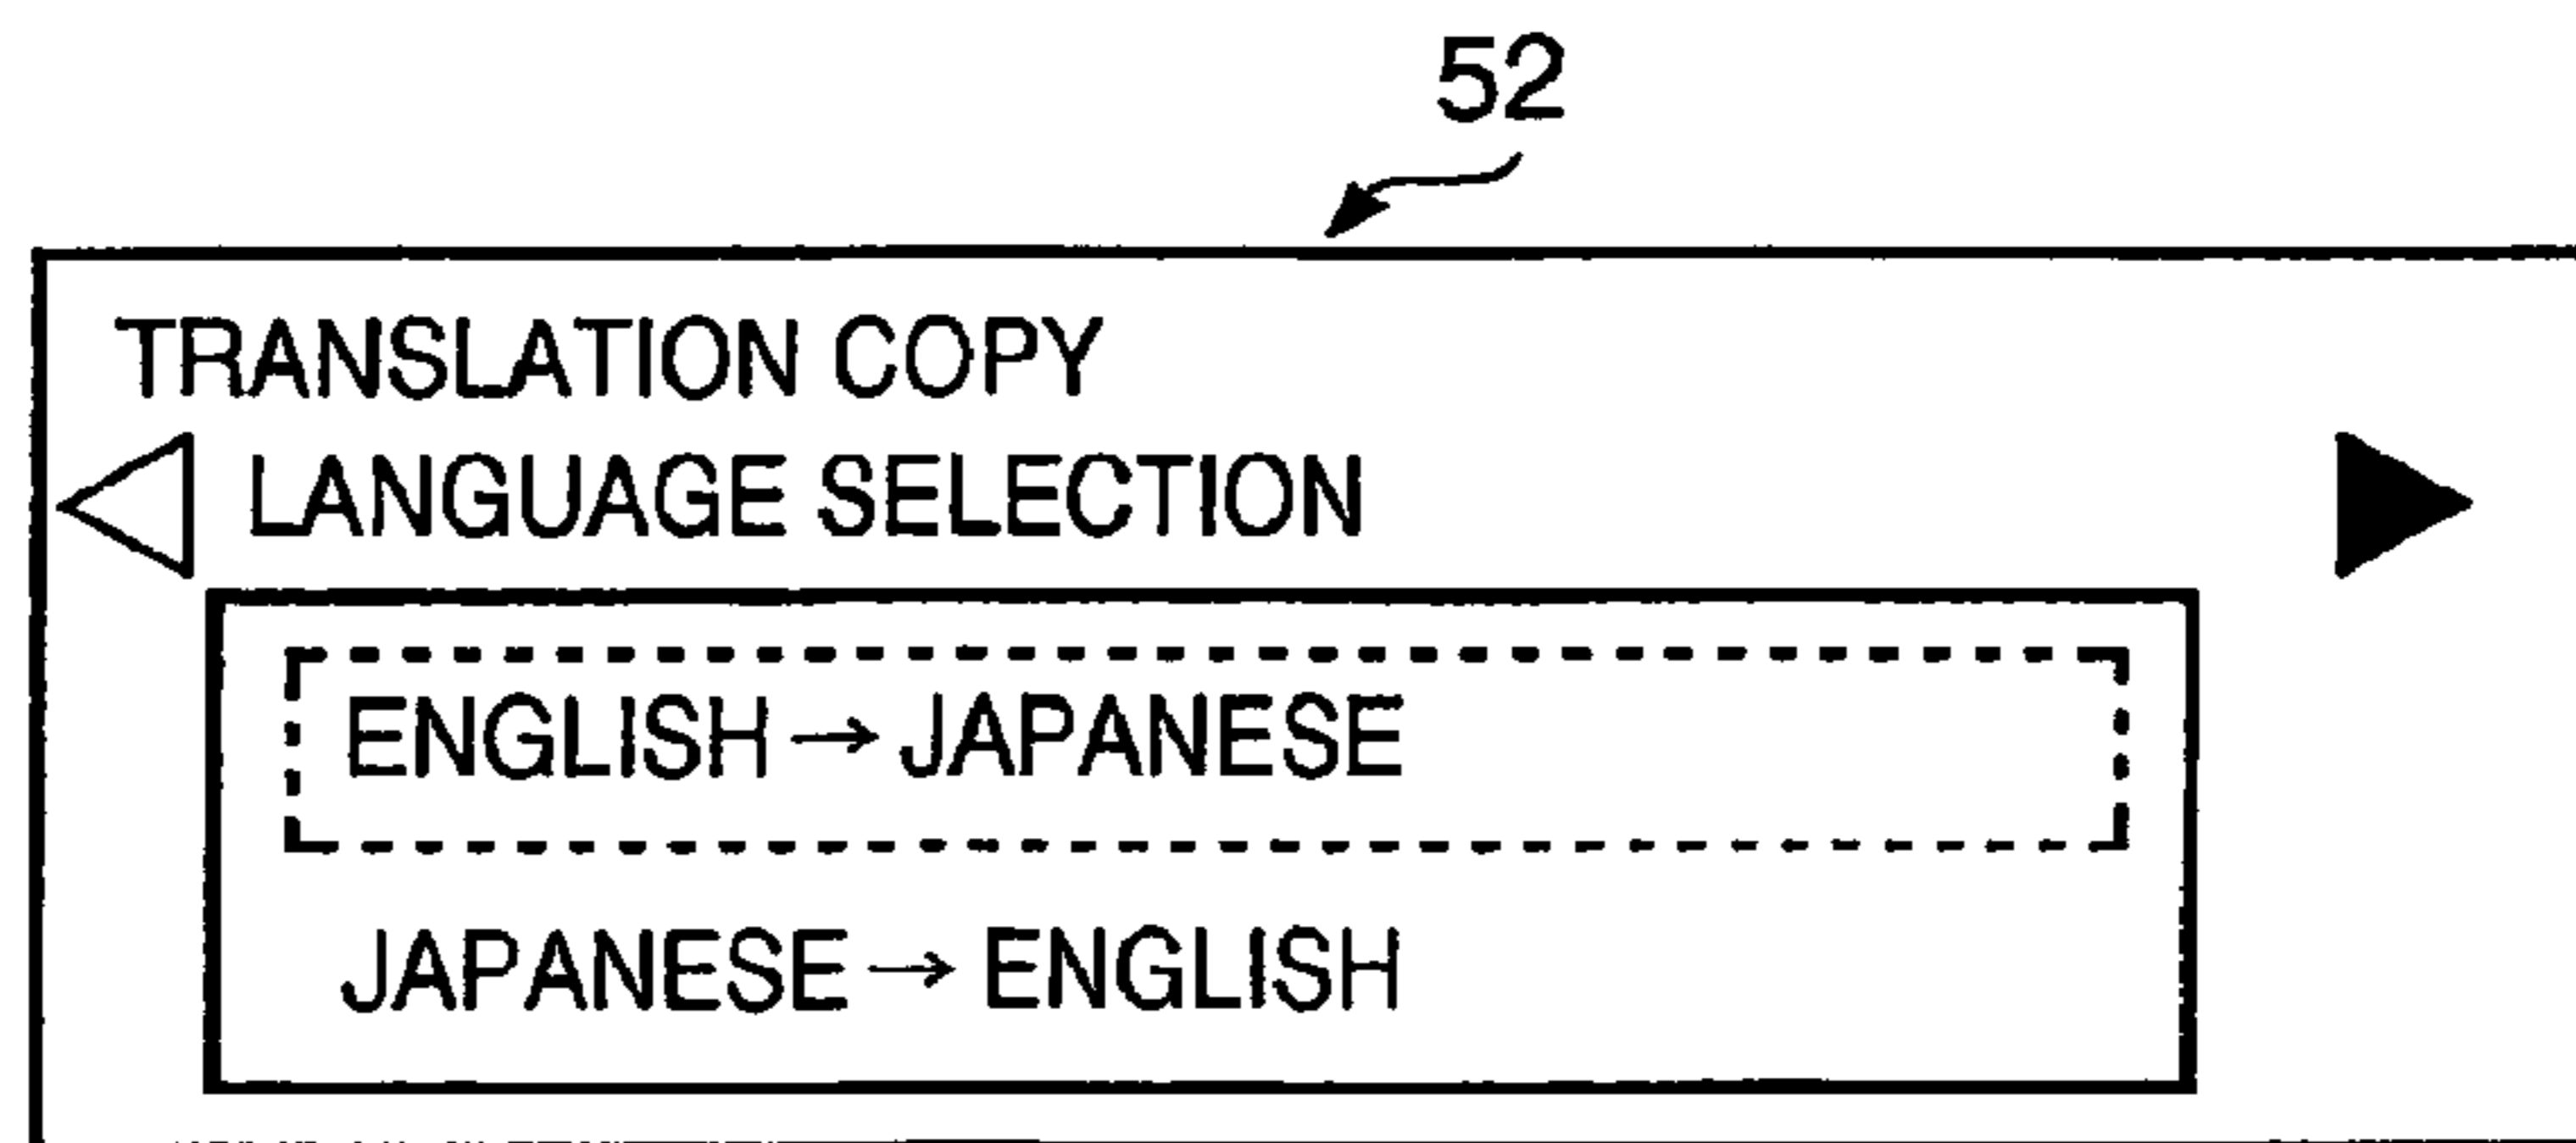 52
TRANSLATION COPY
LANGUAGE SELECTION
ENGLISH → JAPANESE
JAPANESE → ENGLISH